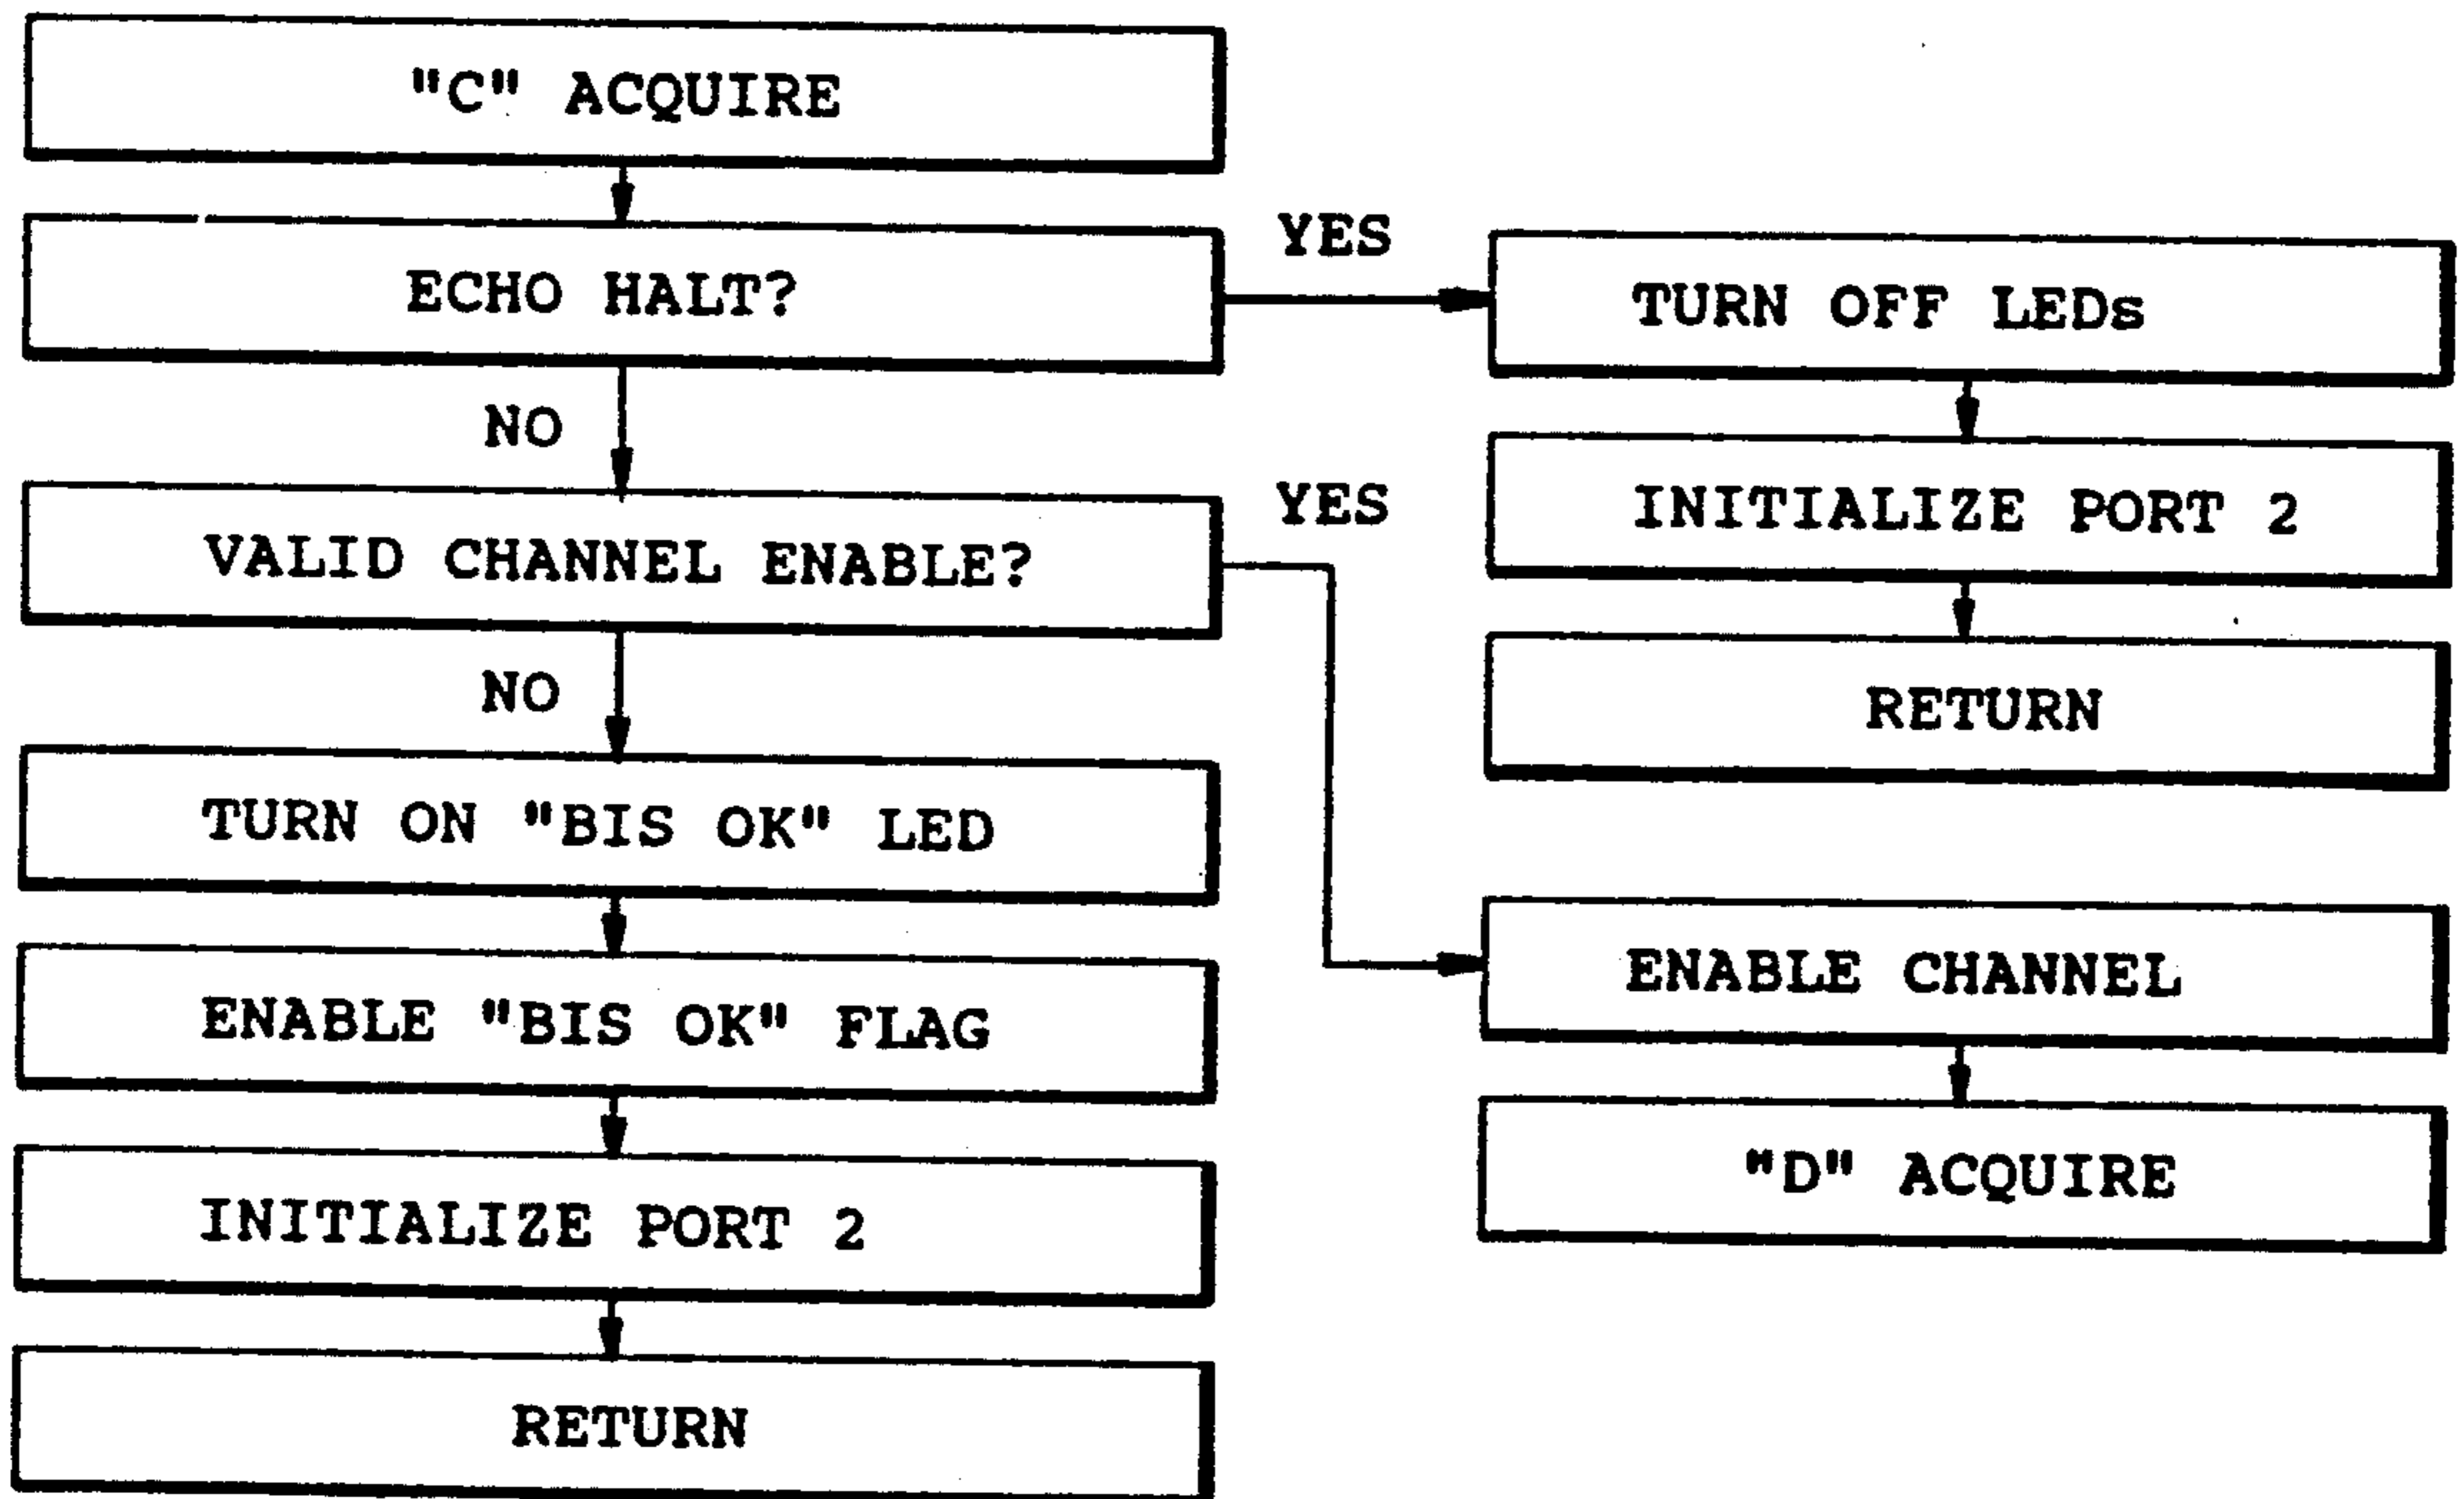 "C" ACQUIRE
ECHO HALT?
YES
TURN OFF LEDs
NO
INITIALIZE PORT 2
VALID CHANNEL ENABLE?
YES
RETURN
NO
TURN ON "BIS OK" LED
ENABLE CHANNEL
ENABLE "BIS OK" FLAG
"D" ACQUIRE
INITIALIZE PORT 2
RETURN